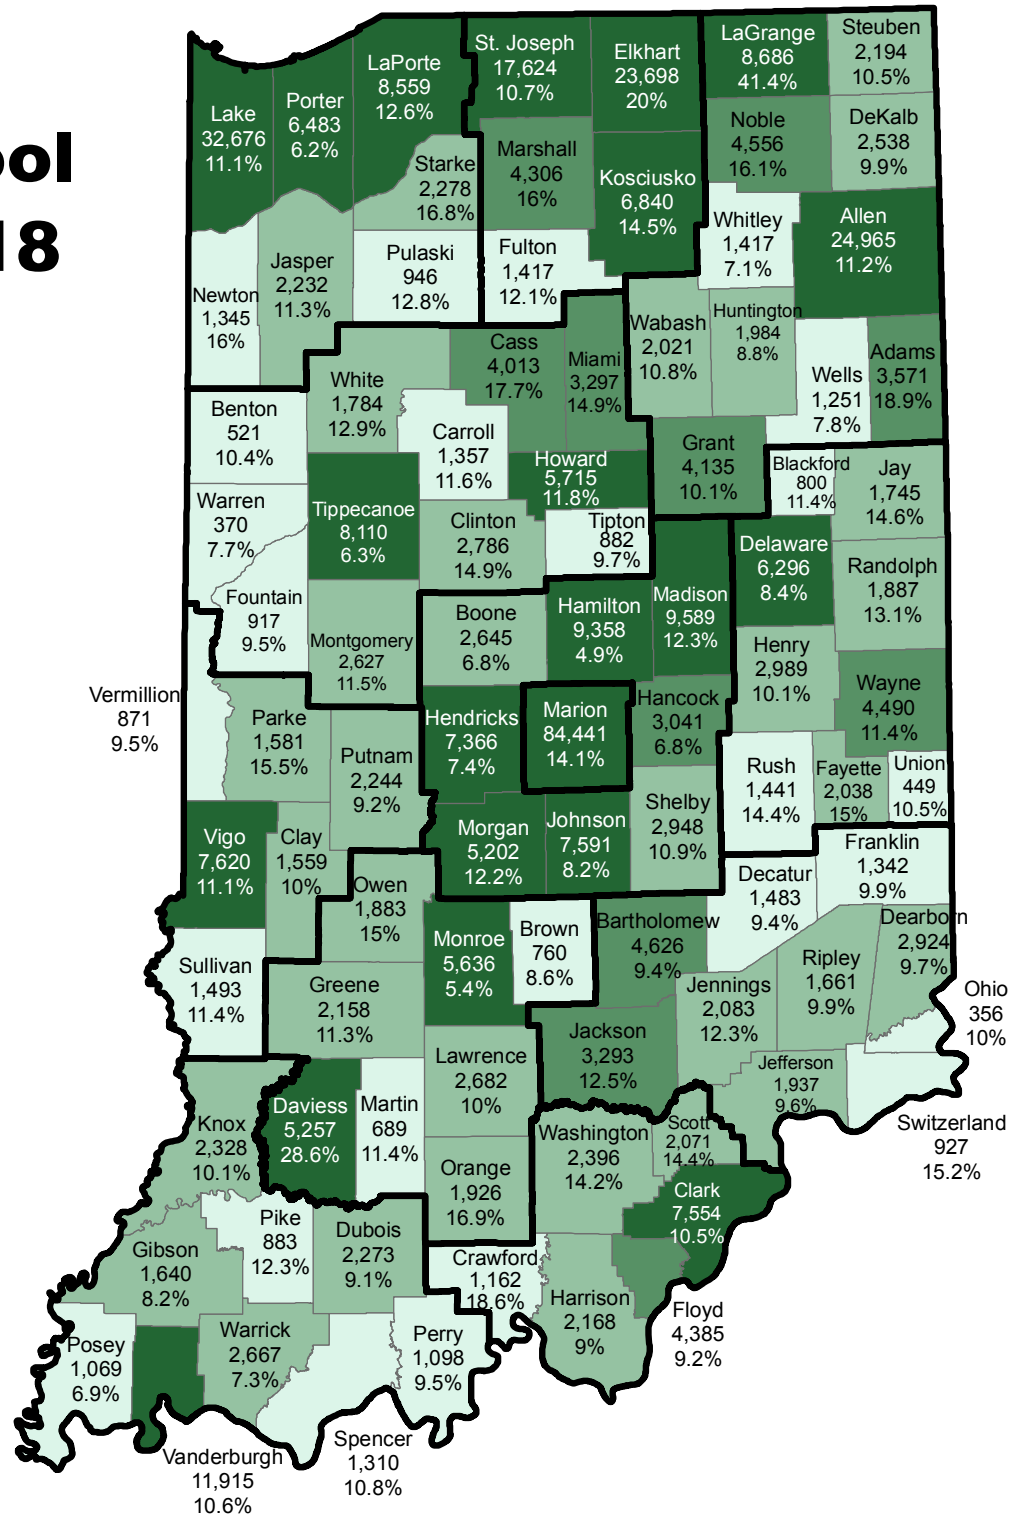 ool
18
Lake
32,676
11.1%
Porter
6,483
6.2%
LaPorte
8,559
12.6%
St. Joseph
17,624
10.7%
Elkhart
23,698
20%
LaGrange
8,686
41.4%
Steuben
2,194
10.5%
Noble
4,556
16.1%
DeKalb
2,538
9.9%
Marshall
4,306
16%
Starke
2,278
16.8%
Kosciusko
6,840
14.5%
Whitley
1,417
7.1%
Allen
24,965
11.2%
Newton
1,345
16%
Jasper
2,232
11.3%
Pulaski
946
12.8%
Fulton
1,417
12.1%
Wabash
2,021
10.8%
Huntington
1,984
8.8%
Wells
1,251
7.8%
Adams
3,571
18.9%
White
1,784
12.9%
Cass
4,013
17.7%
Miami
3,297
14.9%
Benton
521
10.4%
Carroll
1,357
11.6%
Howard
5,715
11.8%
Grant
4,135
10.1%
Blackford
800
11.4%
Jay
1,745
14.6%
Warren
370
7.7%
Tippecanoe
8,110
6.3%
Clinton
2,786
14.9%
Tipton
882
9.7%
Delaware
6,296
8.4%
Randolph
1,887
13.1%
Fountain
917
9.5%
Montgomery
2,627
11.5%
Boone
2,645
6.8%
Hamilton
9,358
4.9%
Madison
9,589
12.3%
Henry
2,989
10.1%
Wayne
4,490
11.4%
Vermillion
871
9.5%
Parke
1,581
15.5%
Putnam
2,244
9.2%
Hendricks
7,366
7.4%
Marion
84,441
14.1%
Hancock
3,041
6.8%
Rush
1,441
14.4%
Fayette
2,038
15%
Union
449
10.5%
Vigo
7,620
11.1%
Clay
1,559
10%
Owen
1,883
15%
Morgan
5,202
12.2%
Johnson
7,591
8.2%
Shelby
2,948
10.9%
Decatur
1,483
9.4%
Franklin
1,342
9.9%
Sullivan
1,493
11.4%
Greene
2,158
11.3%
Monroe
5,636
5.4%
Brown
760
8.6%
Bartholomew
4,626
9.4%
Jennings
2,083
12.3%
Ripley
1,661
9.9%
Dearborn
2,924
9.7%
Ohio
356
10%
Jackson
3,293
12.5%
Lawrence
2,682
10%
Jefferson
1,937
9.6%
Switzerland
927
15.2%
Knox
2,328
10.1%
Daviess
5,257
28.6%
Martin
689
11.4%
Orange
1,926
16.9%
Washington
2,396
14.2%
Scott
2,071
14.4%
Clark
7,554
10.5%
Gibson
1,640
8.2%
Pike
883
12.3%
Dubois
2,273
9.1%
Crawford
1,162
18.6%
Harrison
2,168
9%
Floyd
4,385
9.2%
Posey
1,069
6.9%
Warrick
2,667
7.3%
Perry
1,098
9.5%
Vanderburgh
11,915
10.6%
Spencer
1,310
10.8%